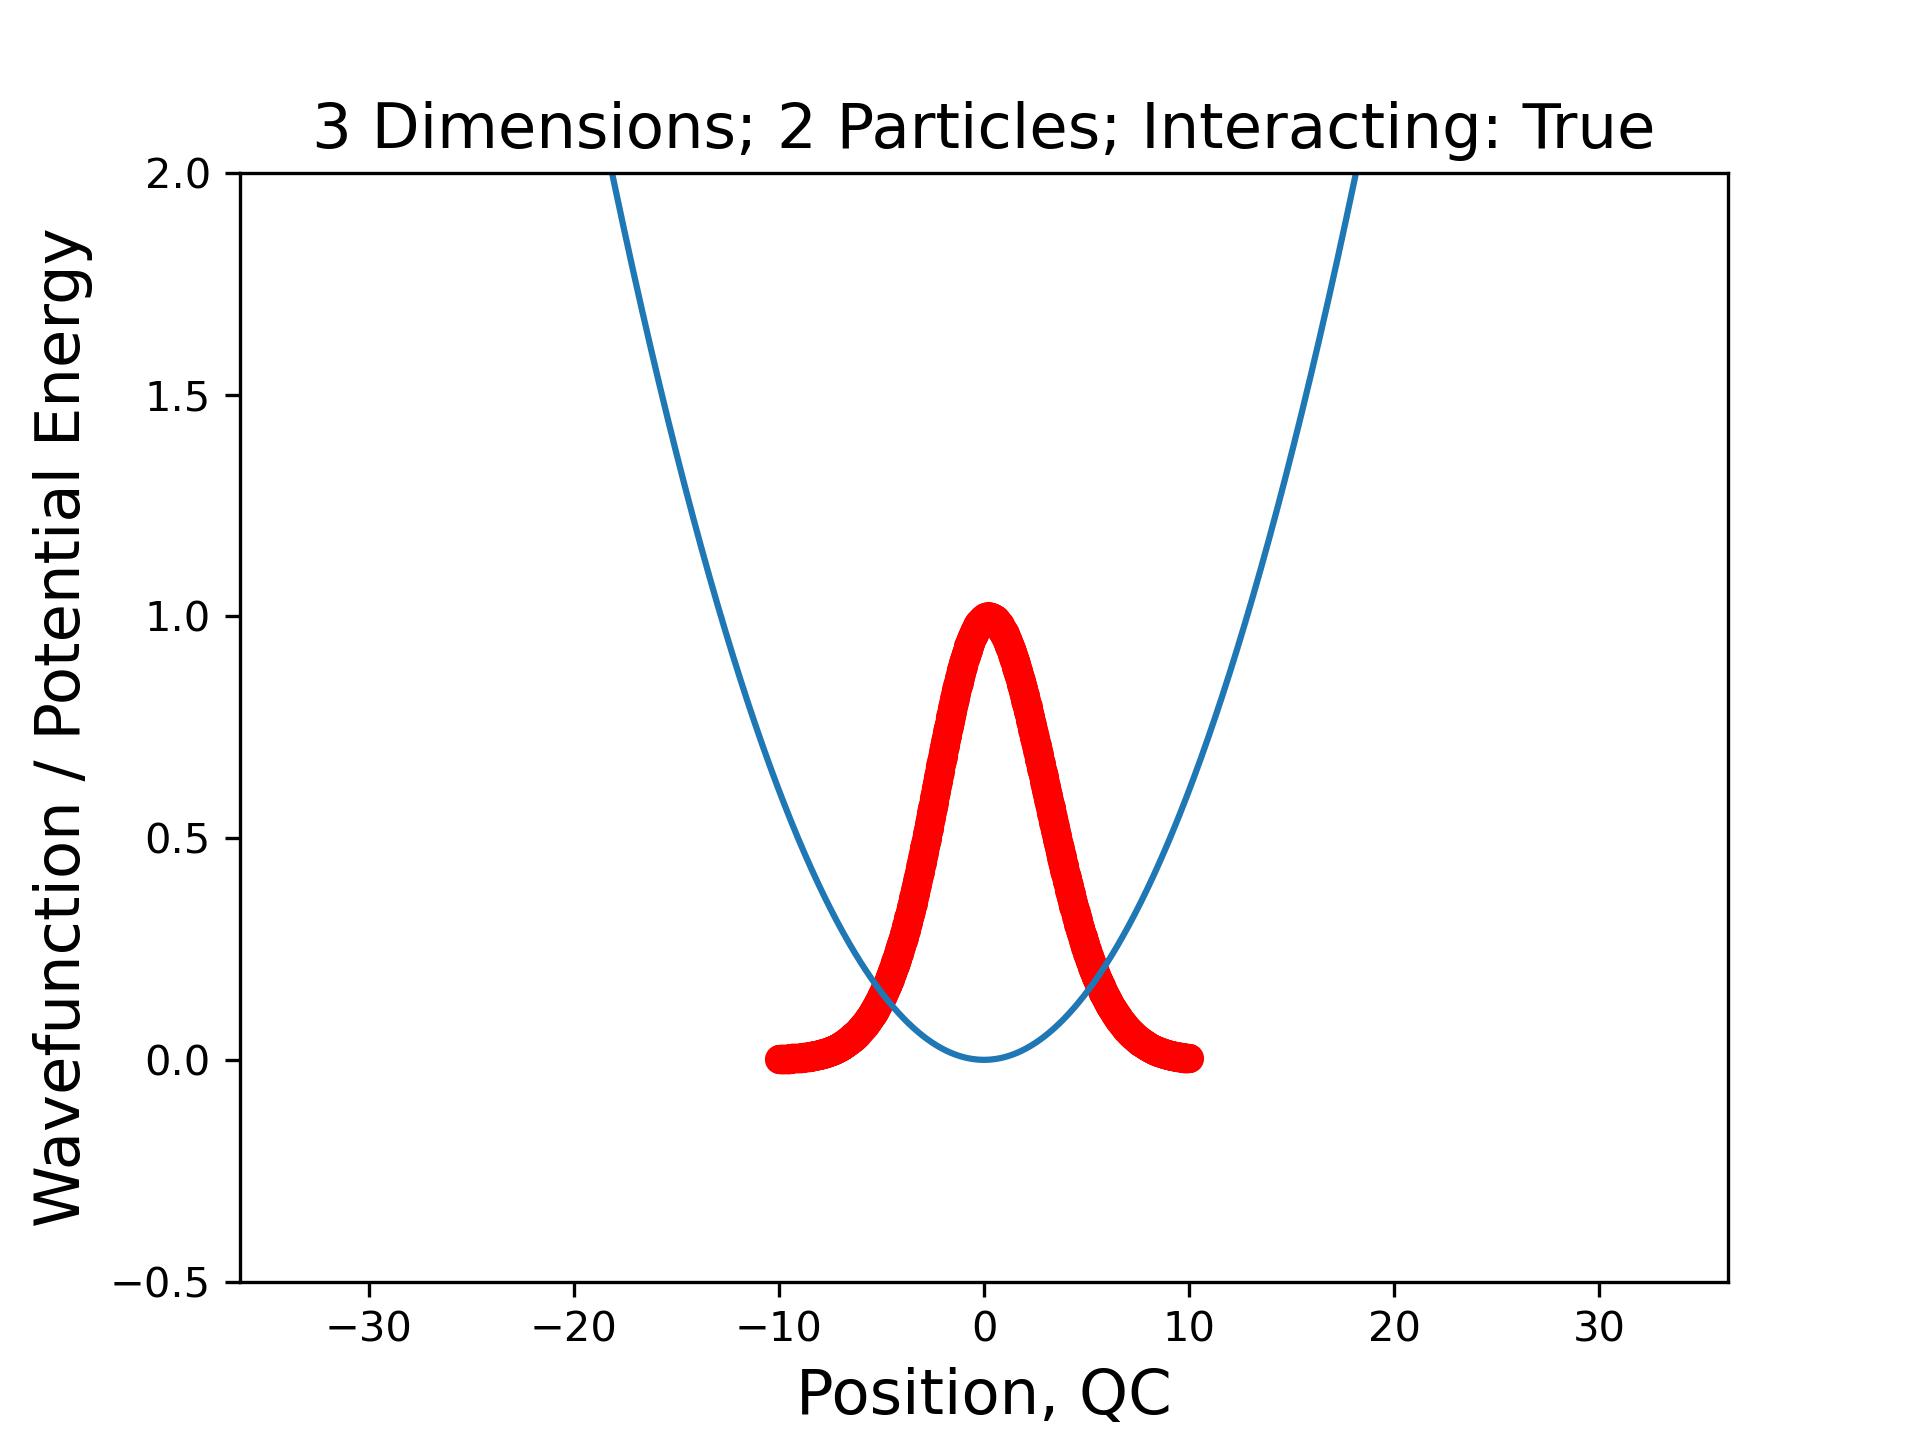 3 Dimensions; 2 Particles; Interacting: True
Wavefunction / Potential Energy
2.0
1.5
1.0
0.5
0.0
−0.5
−30 −20 −10 0 10 20 30
Position, QC